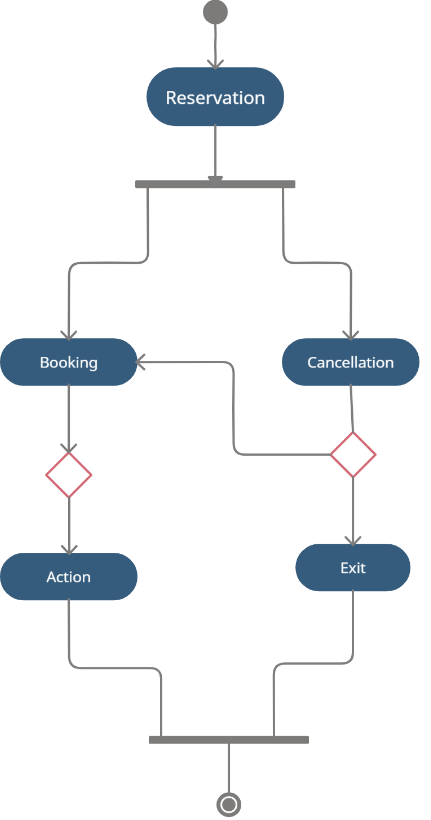 Reservation
Booking
Cancellation
Action
Exit